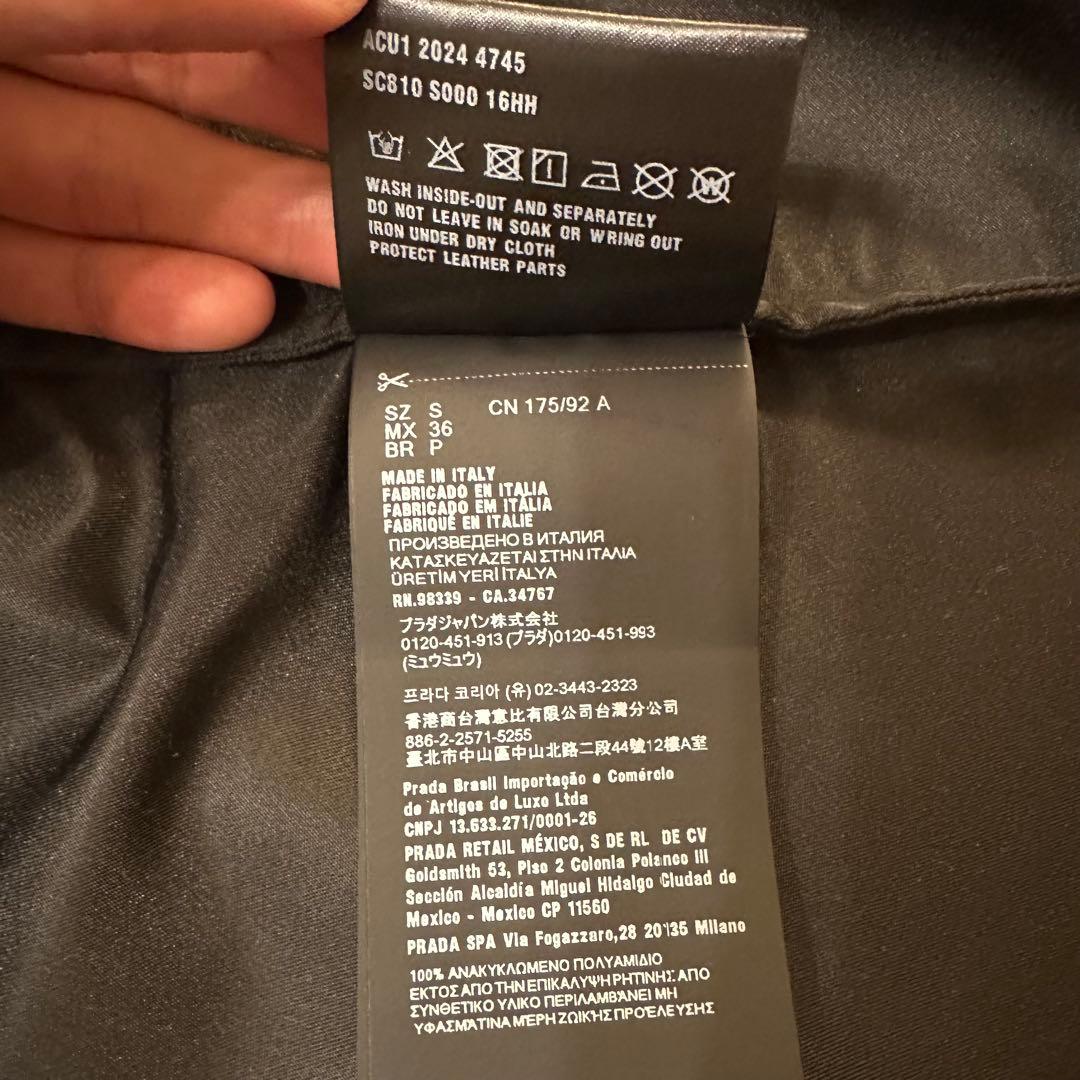 ACU1 2024 4745
SC810 S000 16HH
WASH INSIDE-OUT AND SEPARATELY
DO NOT LEAVE IN SOAK OR WRING OUT
IRON UNDER DRY CLOTH
PROTECT LEATHER PARTS
SZ S CN 175/92 A
MX 36
BR P
MADE IN ITALY
FABRICADO EN ITALIA
FABRICADO EM ITÁLIA
FABRIQUÉ EN ITALIE
ПРОИЗВЕДЕНО В ИТАЛИЯ
ΚΑΤΑΣΚΕΥΑΖΕΤΑΙ ΣΤΗΝ ΙΤΑΛΙΑ
ÜRETİM YERİ İTALYA
RN.98339 - CA.34767
プラダジャパン株式会社
0120-451-913 (プラダ)0120-451-993
(ミュウミュウ)
프라다 코리아 (유) 02-3443-2323
香港商台灣意比有限公司台灣分公司
886-2-2571-5255
臺北市中山區中山北路二段44號12樓A室
Prada Brasil Importação e Comércio
de Artigos de Luxo Ltda
CNPJ 13.633.271/0001-26
PRADA RETAIL MÉXICO, S DE RL DE CV
Goldsmith 53, Piso 2 Colonia Polanco III
Sección Alcaldía Miguel Hidalgo Ciudad de
Mexico - Mexico CP 11560
PRADA SPA Via Fogazzaro,28 20135 Milano
100% ΑΝΑΚΥΚΛΩΜΕΝΟ ΠΟΛΥΑΜΙΔΙΟ
ΕΚΤΟΣ ΑΠΟ ΤΗΝ ΕΠΙΚΑΛΥΨΗ ΡΗΤΙΝΗΣ ΑΠΟ
ΣΥΝΘΕΤΙΚΟ ΥΛΙΚΟ ΠΕΡΙΛΑΜΒΆΝΕΙ ΜΗ
ΥΦΑΣΜΆΤΙΝΑ ΜΈΡΗ ΖΩΙΚΉΣ ΠΡΟΈΛΕΥΣΗΣ